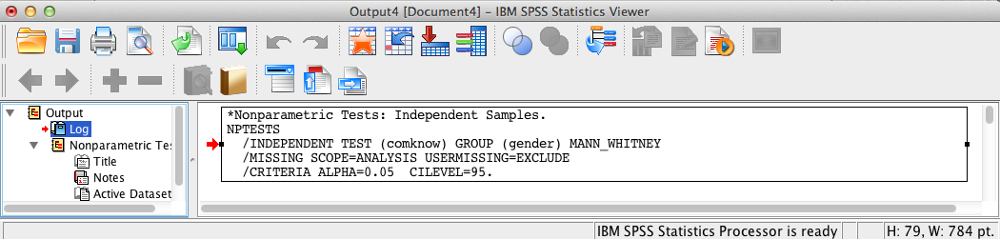 Output4 [Document4] – IBM SPSS Statistics Viewer
Output
Log
Nonparametric Te
Title
Notes
Active Dataset
*Nonparametric Tests: Independent Samples.
NPTESTS
/INDEPENDENT TEST (comknow) GROUP (gender) MANN_WHITNEY
/MISSING SCOPE=ANALYSIS USERMISSING=EXCLUDE
/CRITERIA ALPHA=0.05 CILEVEL=95.
IBM SPSS Statistics Processor is ready
H: 79, W: 784 pt.